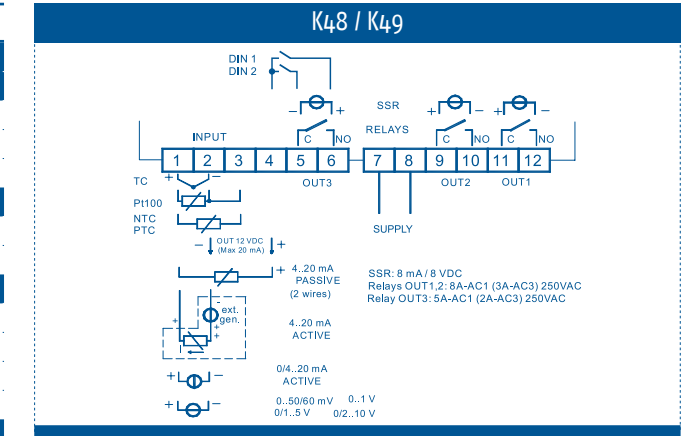 K48 / K49
DIN 1
DIN 2
– + SSR + – + –
RELAYS
INPUT C NO C NO C NO
1 2 3 4 5 6 7 8 9 10 11 12
TC + – OUT3 OUT2 OUT1
Pt100
NTC
PTC
SUPPLY
– OUT 12 VDC +
(Max 20 mA)
+ 4..20 mA
PASSIVE
(2 wires)
SSR: 8 mA / 8 VDC
Relays OUT1,2: 8A-AC1 (3A-AC3) 250VAC
Relay OUT3: 5A-AC1 (2A-AC3) 250VAC
-
ext.
gen.
+ +
+
4..20 mA
ACTIVE
+ – 0/4..20 mA
ACTIVE
+ – 0..50/60 mV 0..1 V
0/1..5 V 0/2..10 V